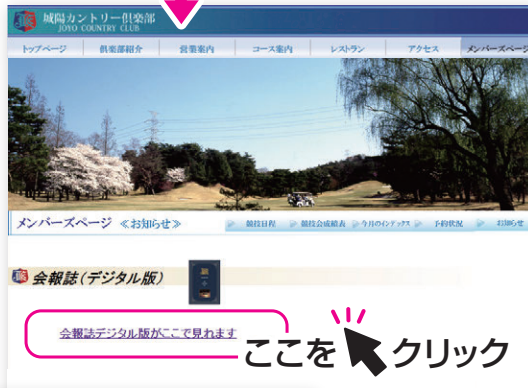 城陽カントリー倶楽部
JOYO COUNTRY CLUB
トップページ 倶楽部紹介 営業案内 コース案内 レストラン アクセス メンバーズページ
メンバーズページ ≪お知らせ≫ 競技日程 競技会成績表 今月のインデックス 予約状況 お知らせ
会報誌(デジタル版)
会報誌デジタル版がここで見れます
ここを クリック